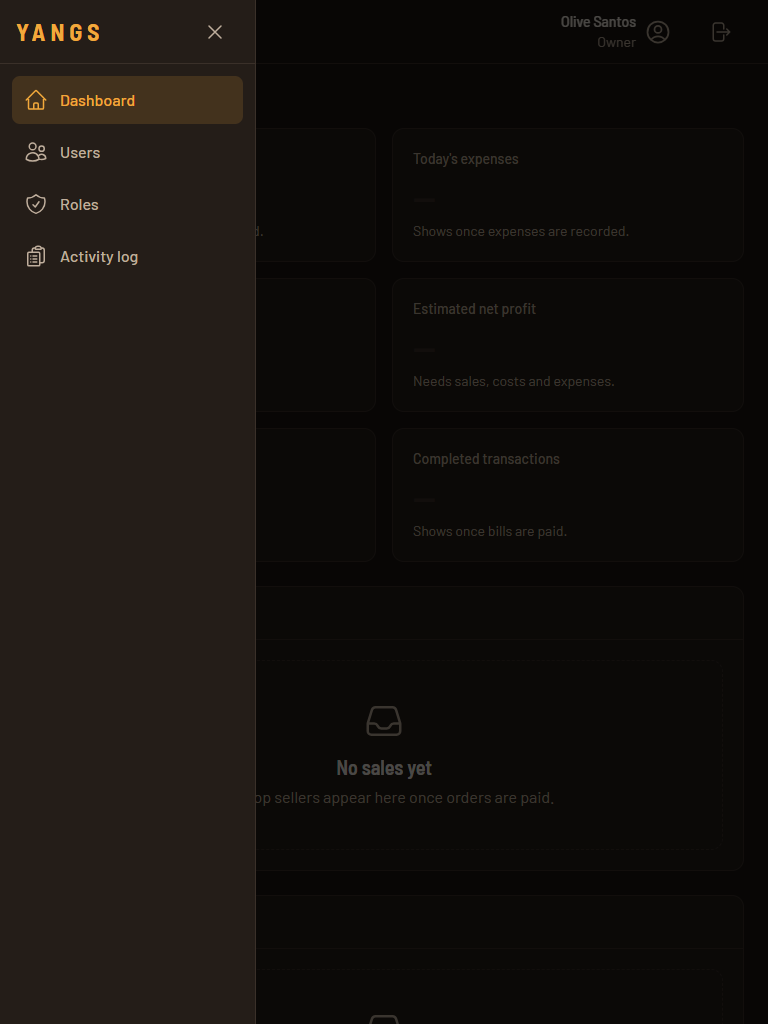 YANGS
Olive Santos
Owner
Dashboard
Users
Roles
Activity log
Today's expenses
—
d.
Shows once expenses are recorded.
Estimated net profit
—
Needs sales, costs and expenses.
Completed transactions
—
Shows once bills are paid.
No sales yet
op sellers appear here once orders are paid.